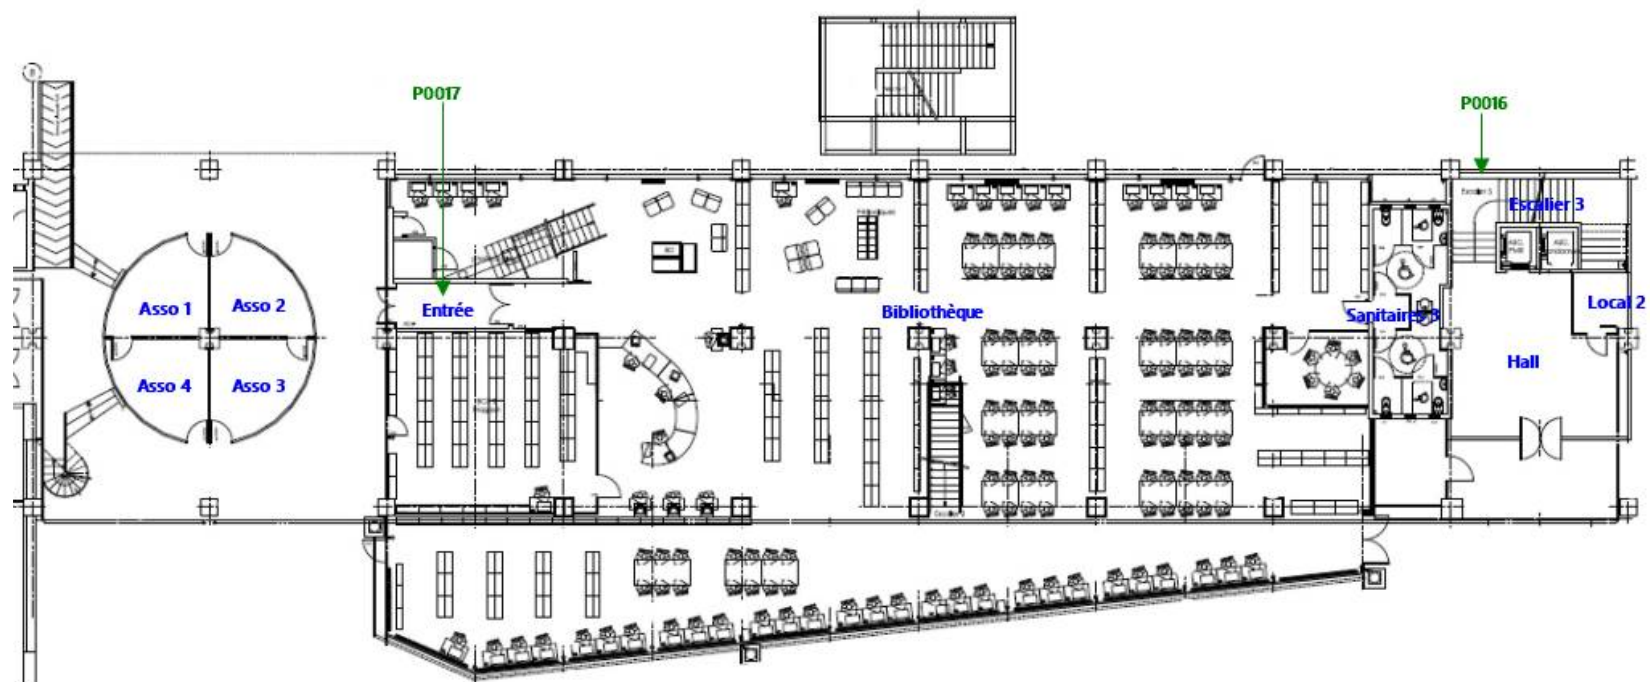 P0017
P0016
Escalier 3
Asso 1
Asso 2
Entrée
Bibliothèque
Sanitaires 3
Local 2
Asso 4
Asso 3
Hall